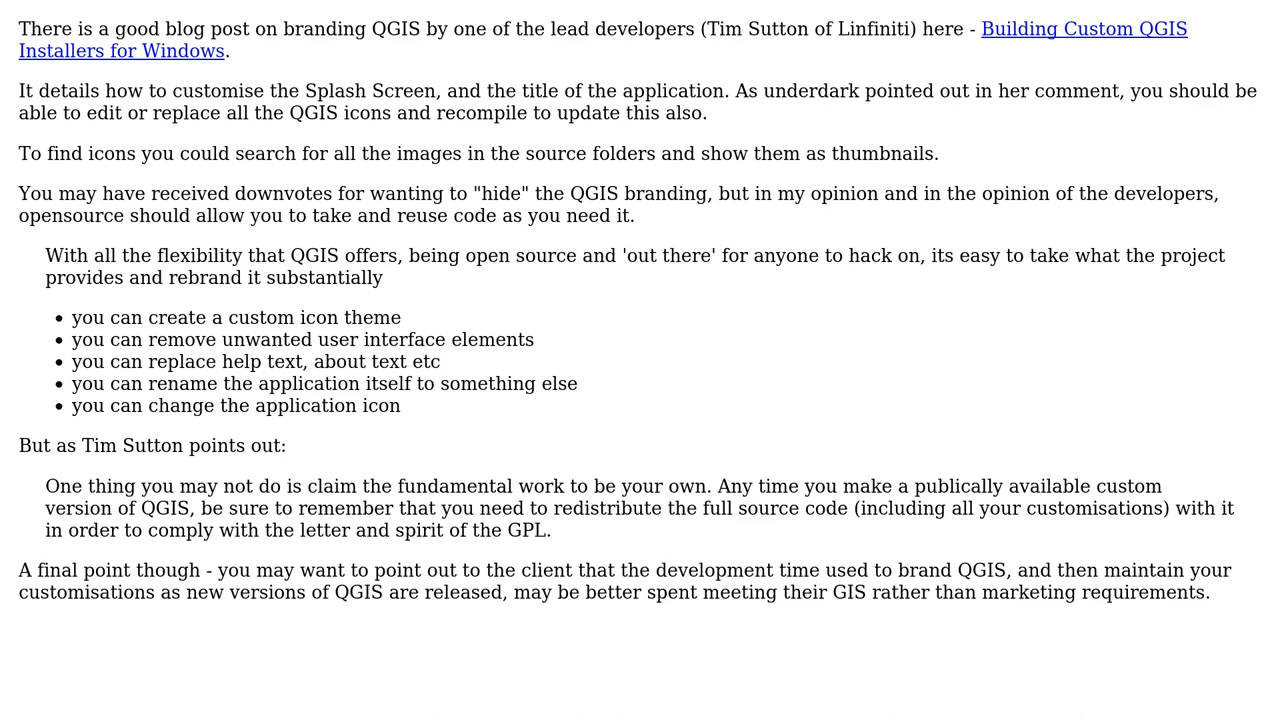 There is a good blog post on branding QGIS by one of the lead developers (Tim Sutton of Linfiniti) here - Building Custom QGIS
Installers for Windows.
It details how to customise the Splash Screen, and the title of the application. As underdark pointed out in her comment, you should be
able to edit or replace all the QGIS icons and recompile to update this also.
To find icons you could search for all the images in the source folders and show them as thumbnails.
You may have received downvotes for wanting to "hide" the QGIS branding, but in my opinion and in the opinion of the developers,
opensource should allow you to take and reuse code as you need it.
With all the flexibility that QGIS offers, being open source and 'out there' for anyone to hack on, its easy to take what the project
provides and rebrand it substantially
• you can create a custom icon theme
• you can remove unwanted user interface elements
• you can replace help text, about text etc
• you can rename the application itself to something else
• you can change the application icon
But as Tim Sutton points out:
One thing you may not do is claim the fundamental work to be your own. Any time you make a publically available custom
version of QGIS, be sure to remember that you need to redistribute the full source code (including all your customisations) with it
in order to comply with the letter and spirit of the GPL.
A final point though - you may want to point out to the client that the development time used to brand QGIS, and then maintain your
customisations as new versions of QGIS are released, may be better spent meeting their GIS rather than marketing requirements.